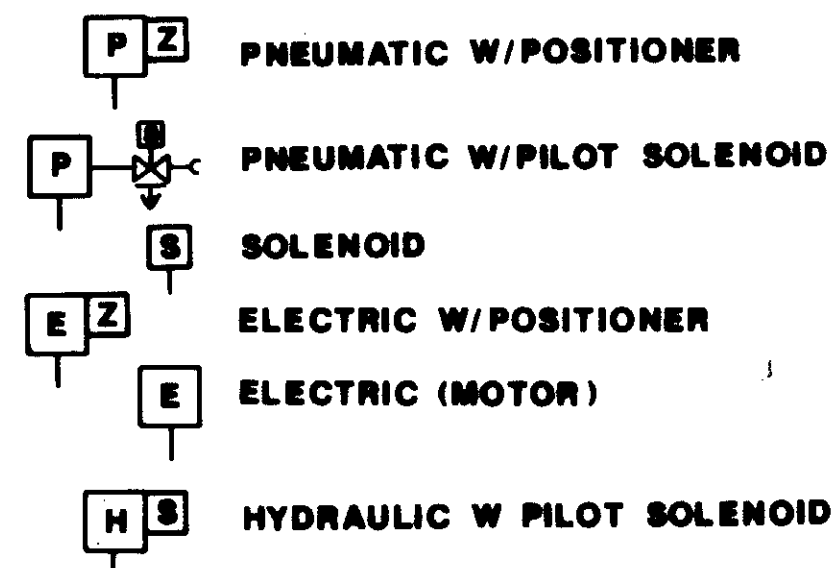 P Z PNEUMATIC W/POSITIONER
P S PNEUMATIC W/PILOT SOLENOID
S SOLENOID
E Z ELECTRIC W/POSITIONER
E ELECTRIC (MOTOR)
H S HYDRAULIC W PILOT SOLENOID